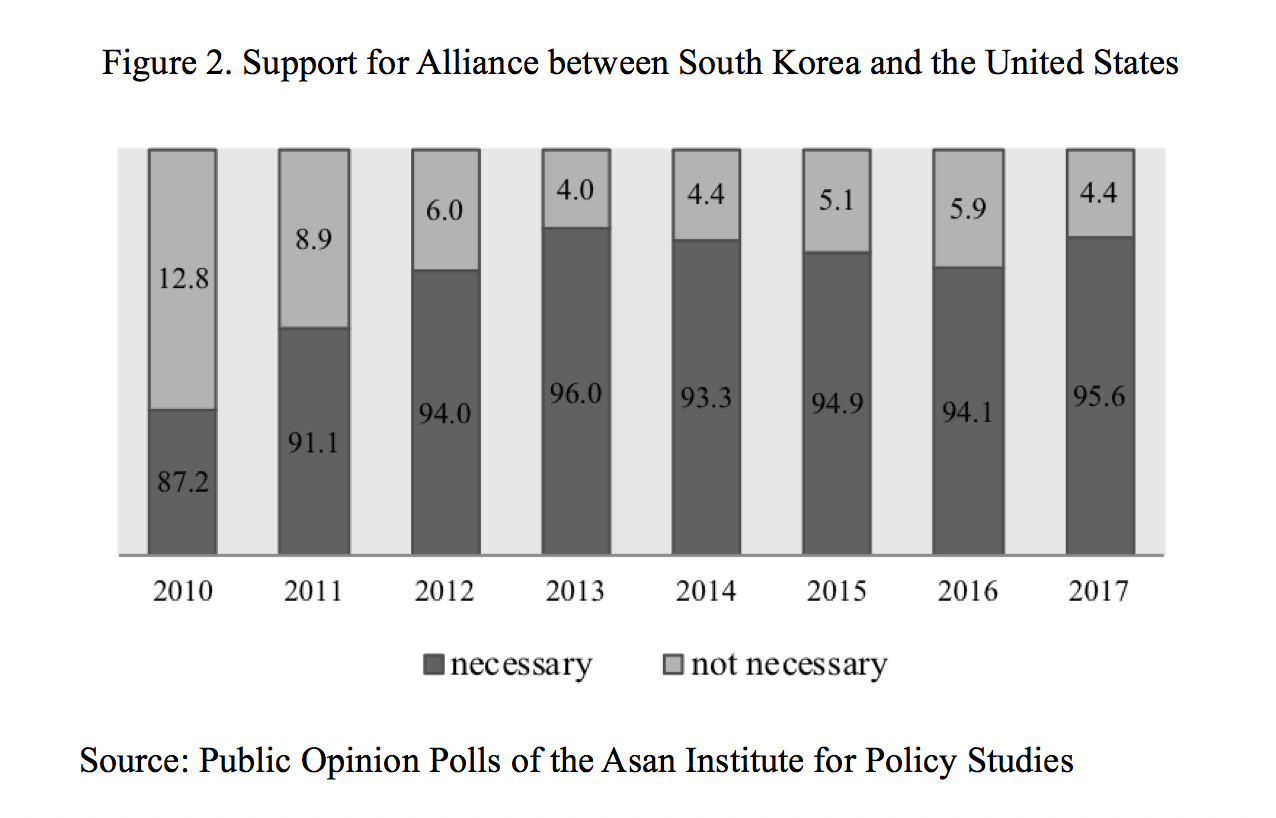 Figure 2. Support for Alliance between South Korea and the United States
12.8 8.9 6.0 4.0 4.4 5.1 5.9 4.4
87.2 91.1 94.0 96.0 93.3 94.9 94.1 95.6
2010 2011 2012 2013 2014 2015 2016 2017
necessary not necessary
Source: Public Opinion Polls of the Asan Institute for Policy Studies